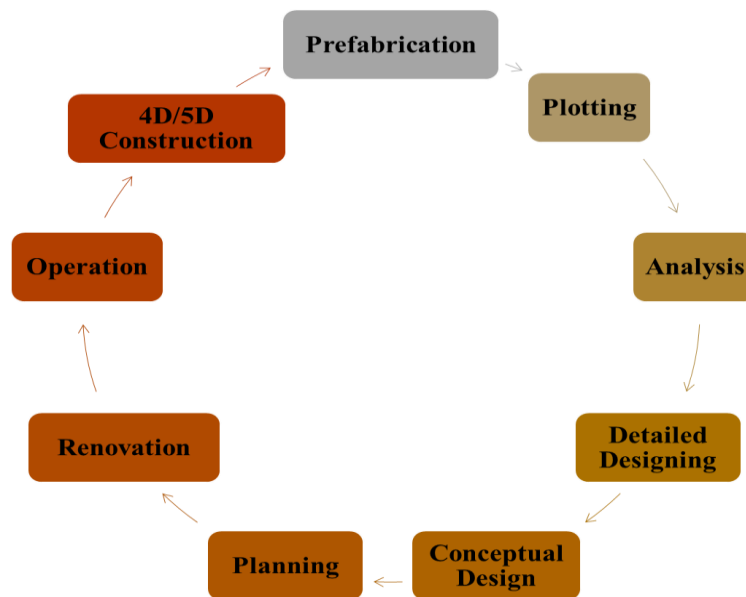 Prefabrication
Plotting
Analysis
Detailed
Designing
Conceptual
Design
Planning
Renovation
Operation
4D/5D
Construction